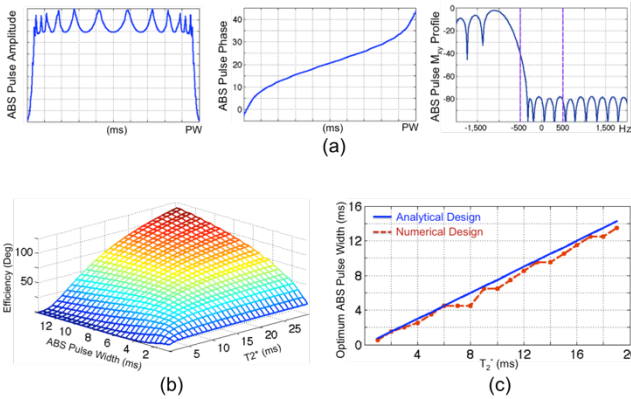 ABS Pulse Amplitude
(ms)
PW
ABS Pulse Phase
40
30
20
10
0
(ms)
PW
ABS Pulse Mxy Profile
0
-20
-40
-60
-80
-1,500
-500
0
500
1,500
Hz
(a)
Efficiency (Deg)
100
50
12
10
8
6
4
2
ABS Pulse Width (ms)
5
10
15
20
25
T2* (ms)
(b)
Optimum ABS Pulse Width (ms)
16
12
8
4
0
Analytical Design
Numerical Design
4
8
12
16
20
T2* (ms)
(c)